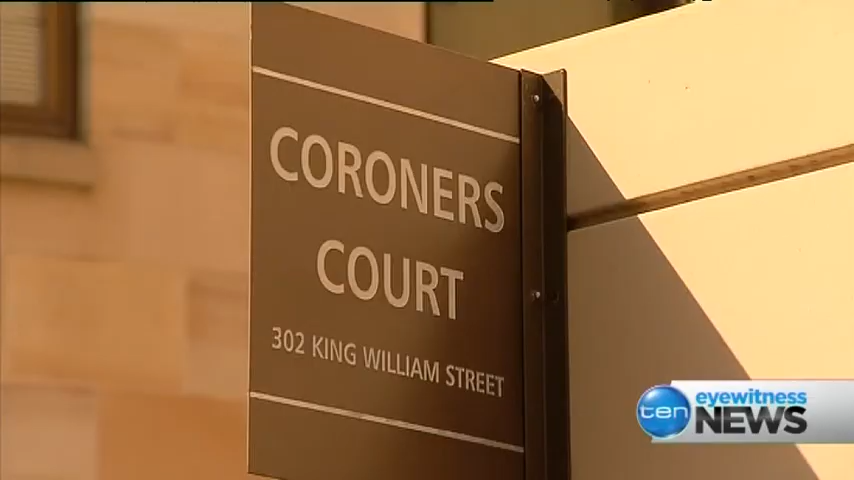 CORONERS
COURT
302 KING WILLIAM STREET
ten eyewitness
NEWS